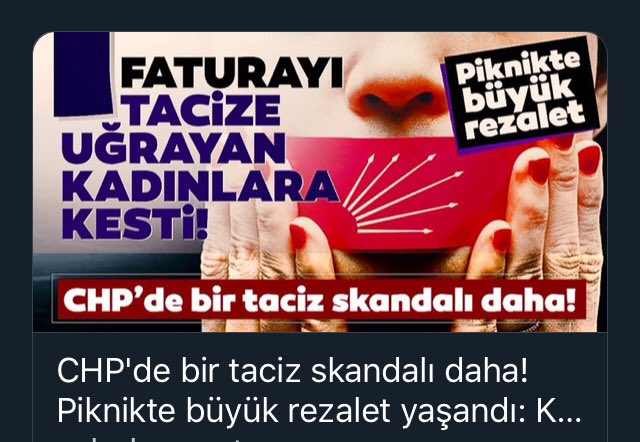 FATURAYI
TACİZE
UĞRAYAN
KADINLARA
KESTİ!
Piknikte
büyük
rezalet
CHP’de bir taciz skandalı daha!
CHP'de bir taciz skandalı daha!
Piknikte büyük rezalet yaşandı: K...